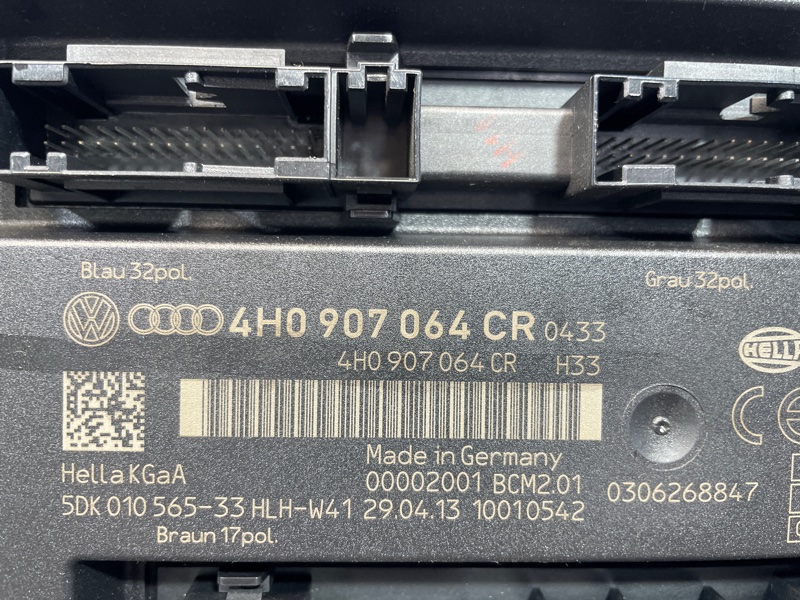 Blau 32pol.
Grau 32pol.
4H0 907 064 CR 0433
4H0 907 064 CR H33
HELLA
Made in Germany
Hella KGaA
00002001 BCM2.01
0306268847
5DK 010 565-33 HLH-W41 29.04.13 10010542
Braun 17pol.